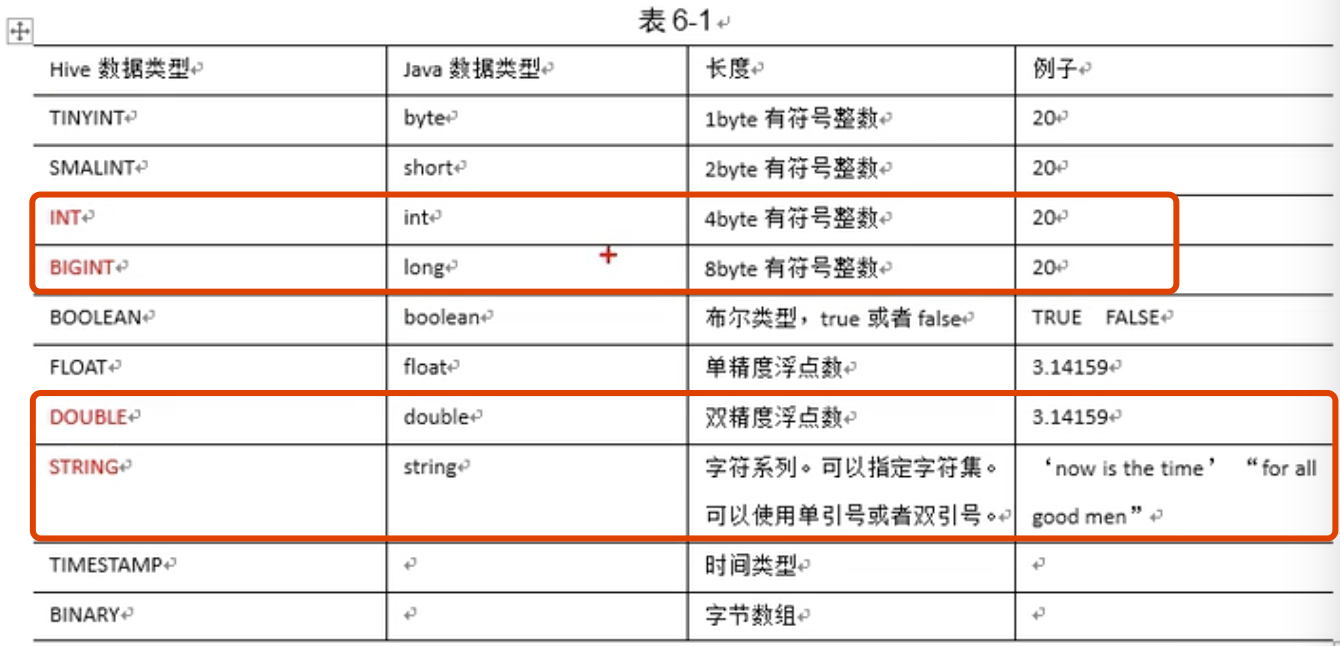 表 6-1
Hive 数据类型 Java 数据类型 长度 例子
TINYINT byte 1byte 有符号整数 20
SMALINT short 2byte 有符号整数 20
INT int 4byte 有符号整数 20
BIGINT long 8byte 有符号整数 20
BOOLEAN boolean 布尔类型，true 或者 false TRUE FALSE
FLOAT float 单精度浮点数 3.14159
DOUBLE double 双精度浮点数 3.14159
STRING string 字符系列。可以指定字符集。 ‘now is the time’ “for all
可以使用单引号或者双引号。 good men”
TIMESTAMP 时间类型
BINARY 字节数组